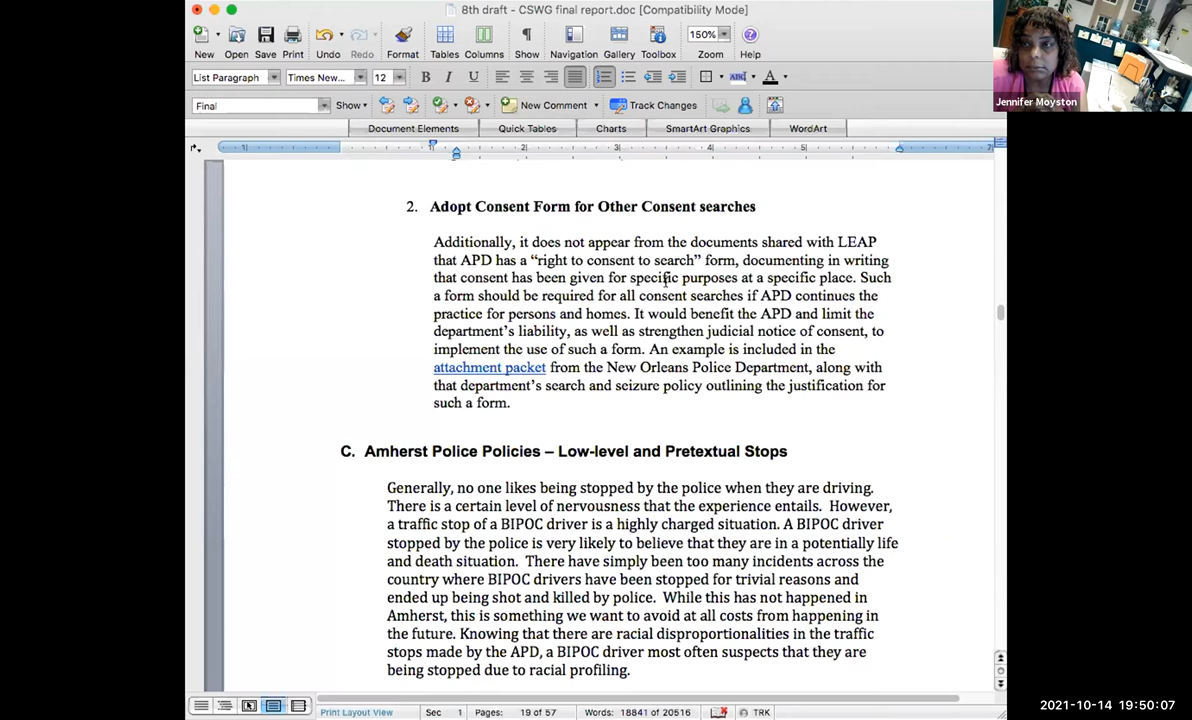 8th draft - CSWG final report.doc [Compatibility Mode]
New Open Save Print Undo Redo Format Tables Columns Show Navigation Gallery Toolbox Zoom Help
150%
List Paragraph Times New... 12 B I U ABC A
Final Show New Comment Track Changes
Document Elements Quick Tables Charts SmartArt Graphics WordArt
2. Adopt Consent Form for Other Consent searches
Additionally, it does not appear from the documents shared with LEAP
that APD has a “right to consent to search” form, documenting in writing
that consent has been given for specific purposes at a specific place. Such
a form should be required for all consent searches if APD continues the
practice for persons and homes. It would benefit the APD and limit the
department’s liability, as well as strengthen judicial notice of consent, to
implement the use of such a form. An example is included in the
attachment packet from the New Orleans Police Department, along with
that department’s search and seizure policy outlining the justification for
such a form.
C. Amherst Police Policies – Low-level and Pretextual Stops
Generally, no one likes being stopped by the police when they are driving.
There is a certain level of nervousness that the experience entails. However,
a traffic stop of a BIPOC driver is a highly charged situation. A BIPOC driver
stopped by the police is very likely to believe that they are in a potentially life
and death situation. There have simply been too many incidents across the
country where BIPOC drivers have been stopped for trivial reasons and
ended up being shot and killed by police. While this has not happened in
Amherst, this is something we want to avoid at all costs from happening in
the future. Knowing that there are racial disproportionalities in the traffic
stops made by the APD, a BIPOC driver most often suspects that they are
being stopped due to racial profiling.
Print Layout View Sec 1 Pages: 19 of 57 Words: 18841 of 20516 TRK
Jennifer Moyston
2021-10-14 19:50:07